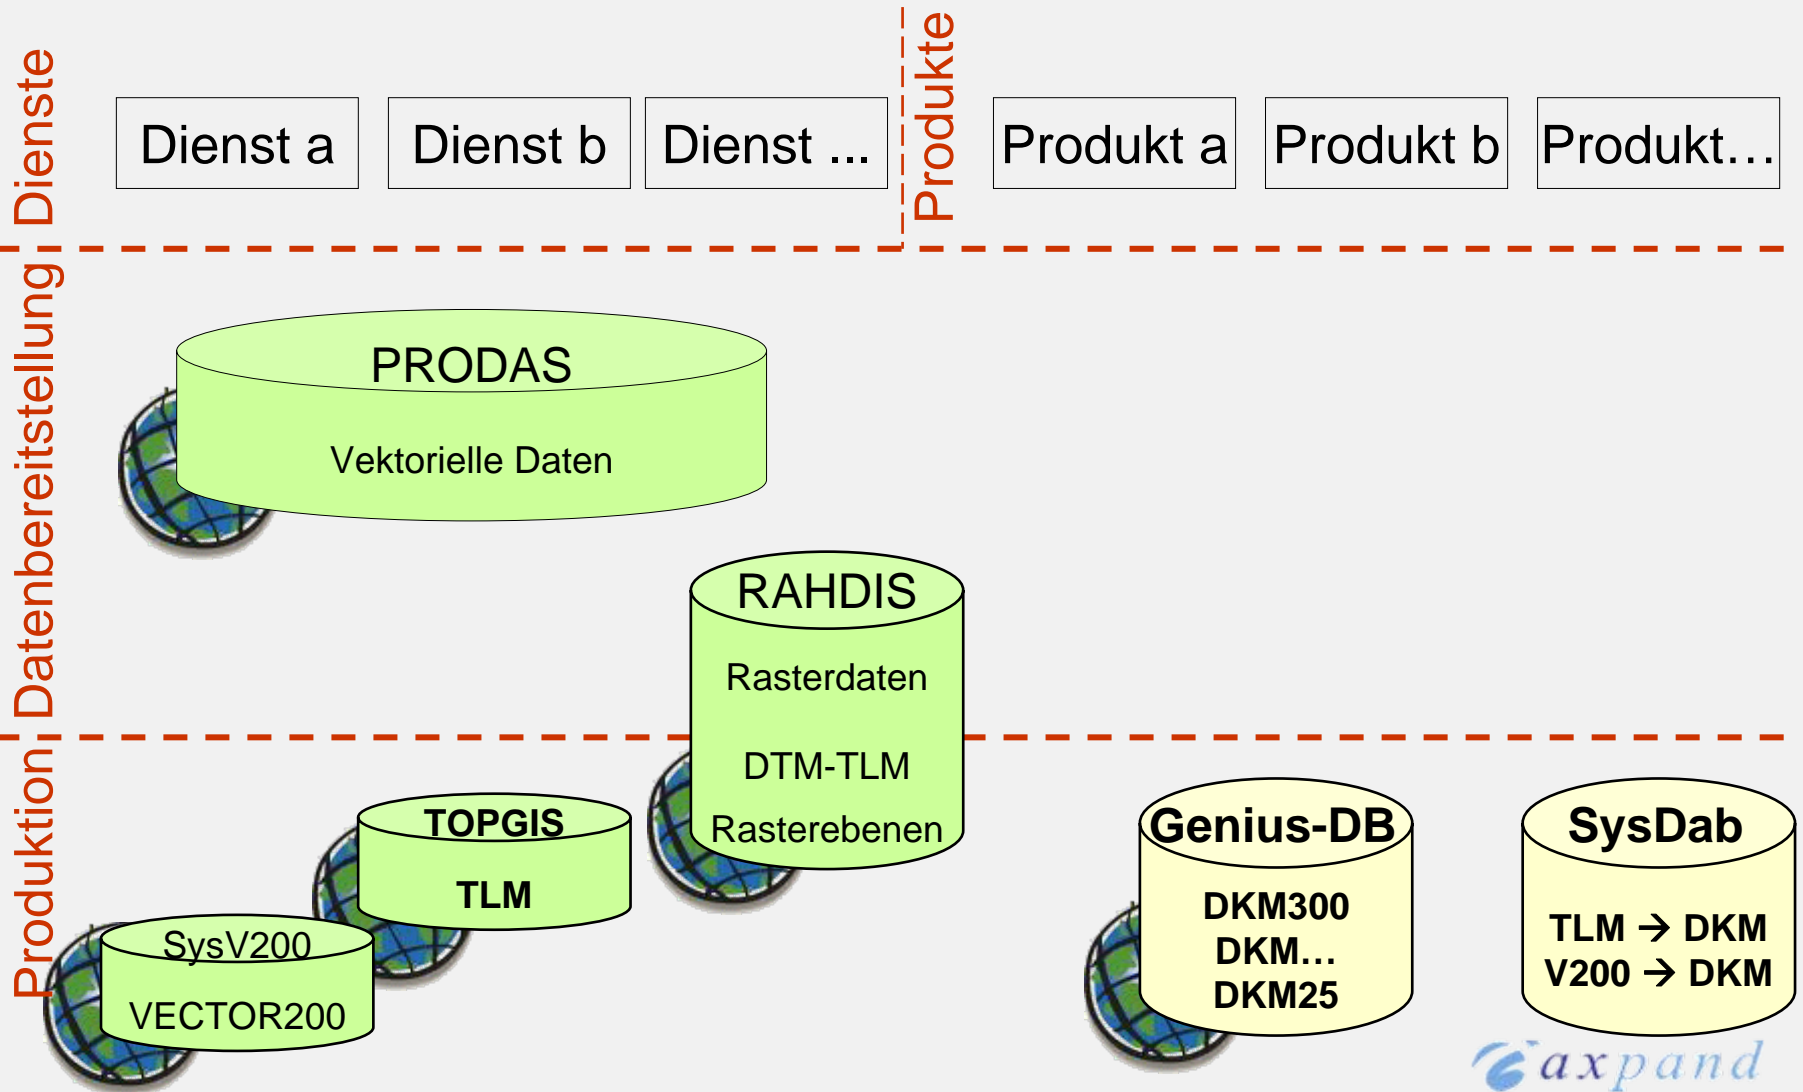 Dienste
Dienst a
Dienst b
Dienst ...
Produkte
Produkt a
Produkt b
Produkt…
Datenbereitstellung
PRODAS
Vektorielle Daten
RAHDIS
Rasterdaten
DTM-TLM
Rasterebenen
Produktion
TOPGIS
TLM
SysV200
VECTOR200
Genius-DB
DKM300
DKM…
DKM25
SysDab
TLM → DKM
V200 → DKM
axpand